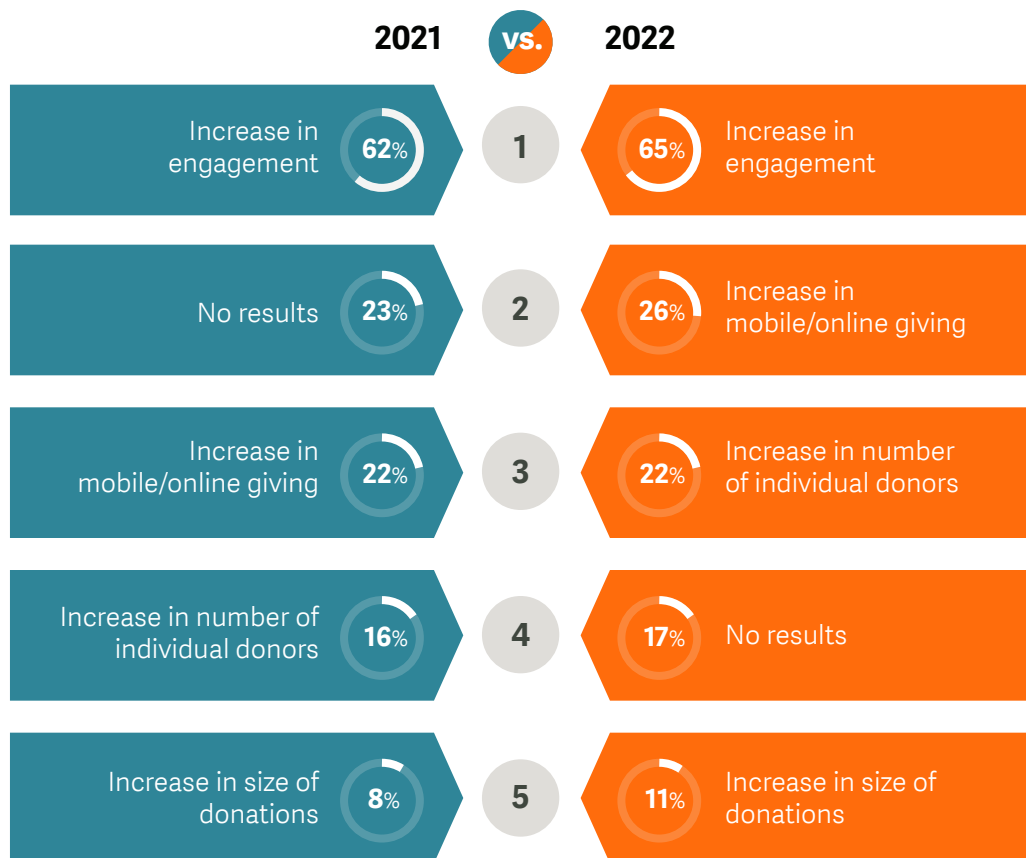 2021 vs. 2022
Increase in
engagement
62%
1
65%
Increase in
engagement
No results
23%
2
26%
Increase in
mobile/online giving
Increase in
mobile/online giving
22%
3
22%
Increase in number
of individual donors
Increase in number of
individual donors
16%
4
17%
No results
Increase in size of
donations
8%
5
11%
Increase in size of
donations